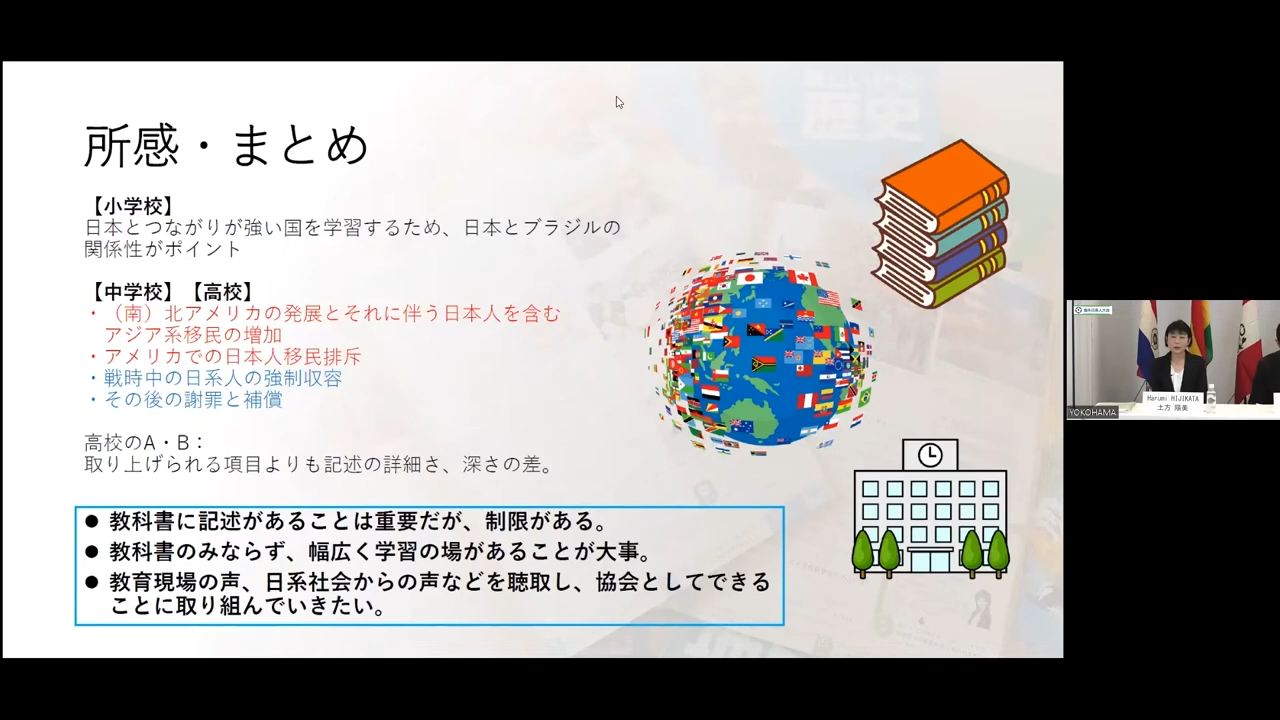 歴史
所感・まとめ
【小学校】
日本とつながりが強い国を学習するため、日本とブラジルの
関係性がポイント
【中学校】【高校】
・（南）北アメリカの発展とそれに伴う日本人を含む
アジア系移民の増加
・アメリカでの日本人移民排斥
・戦時中の日系人の強制収容
・その後の謝罪と補償
高校のA・B：
取り上げられる項目よりも記述の詳細さ、深さの差。
● 教科書に記述があることは重要だが、制限がある。
● 教科書のみならず、幅広く学習の場があることが大事。
● 教育現場の声、日系社会からの声などを聴取し、協会としてできる
ことに取り組んでいきたい。
Harumi HIJIKATA
土方 陽美
YOKOHAMA